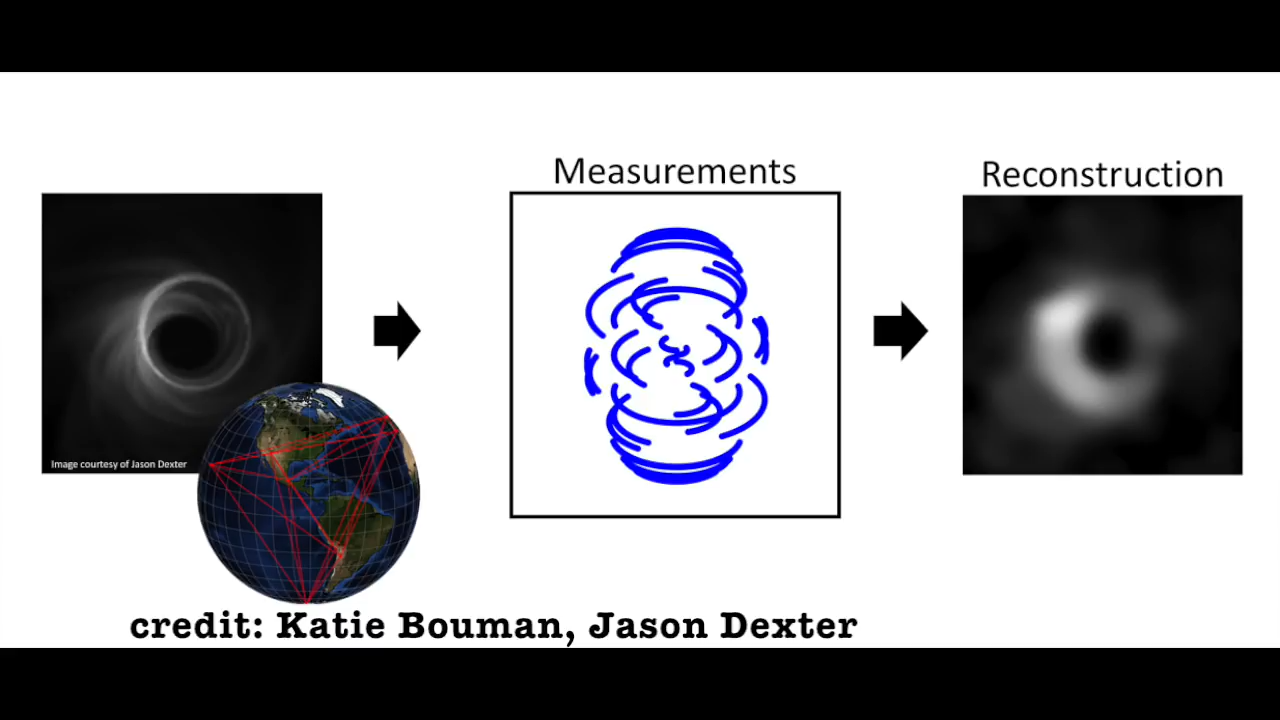 Measurements
Reconstruction
Image courtesy of Jason Dexter
credit: Katie Bouman, Jason Dexter